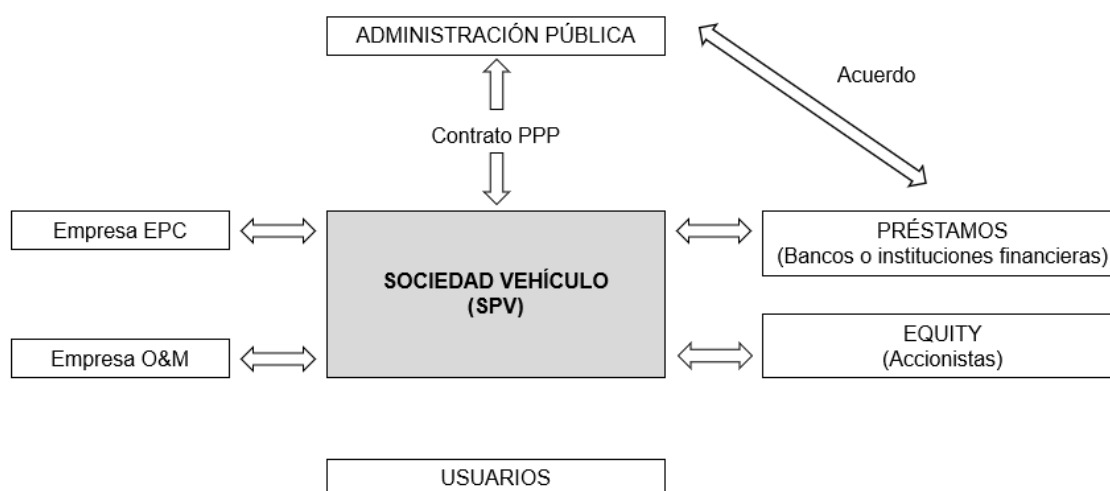 ADMINISTRACIÓN PÚBLICA
Acuerdo
Contrato PPP
Empresa EPC
PRÉSTAMOS
(Bancos o instituciones financieras)
SOCIEDAD VEHÍCULO
(SPV)
Empresa O&M
EQUITY
(Accionistas)
USUARIOS